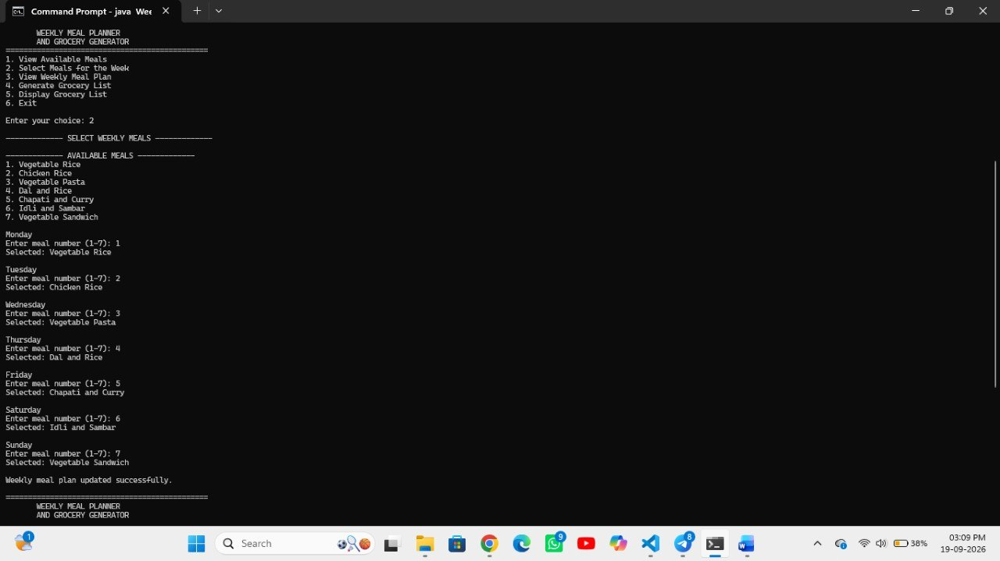 Command Prompt - java Wee
WEEKLY MEAL PLANNER
AND GROCERY GENERATOR
==============================================
1. View Available Meals
2. Select Meals for the Week
3. View Weekly Meal Plan
4. Generate Grocery List
5. Display Grocery List
6. Exit
Enter your choice: 2
------------- SELECT WEEKLY MEALS -------------
------------- AVAILABLE MEALS -------------
1. Vegetable Rice
2. Chicken Rice
3. Vegetable Pasta
4. Dal and Rice
5. Chapati and Curry
6. Idli and Sambar
7. Vegetable Sandwich
Monday
Enter meal number (1-7): 1
Selected: Vegetable Rice
Tuesday
Enter meal number (1-7): 2
Selected: Chicken Rice
Wednesday
Enter meal number (1-7): 3
Selected: Vegetable Pasta
Thursday
Enter meal number (1-7): 4
Selected: Dal and Rice
Friday
Enter meal number (1-7): 5
Selected: Chapati and Curry
Saturday
Enter meal number (1-7): 6
Selected: Idli and Sambar
Sunday
Enter meal number (1-7): 7
Selected: Vegetable Sandwich
Weekly meal plan updated successfully.
==============================================
WEEKLY MEAL PLANNER
AND GROCERY GENERATOR
1
Search
9
8
38%
03:09 PM
19-09-2026